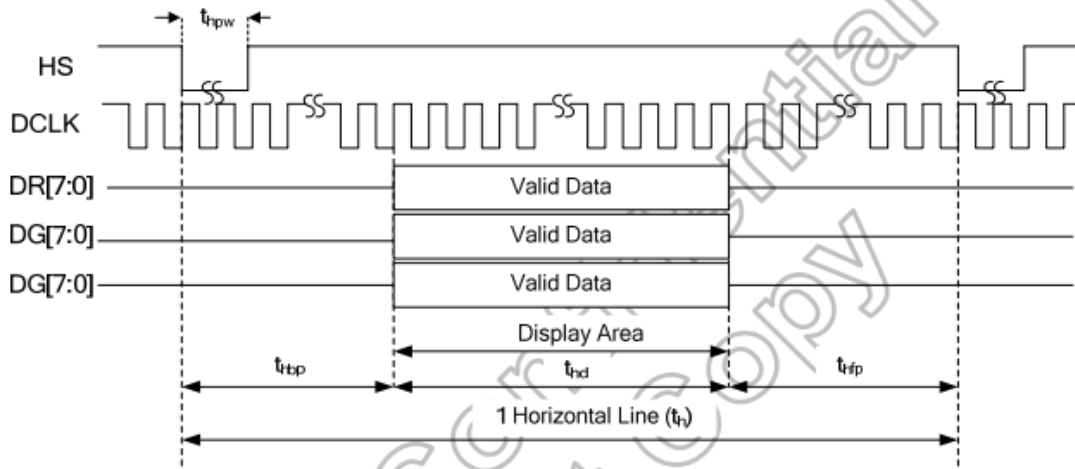 thpw
HS
DCLK
DR[7:0]
Valid Data
DG[7:0]
Valid Data
DG[7:0]
Valid Data
Display Area
tHbp
thd
tHfp
1 Horizontal Line (th)
Copy